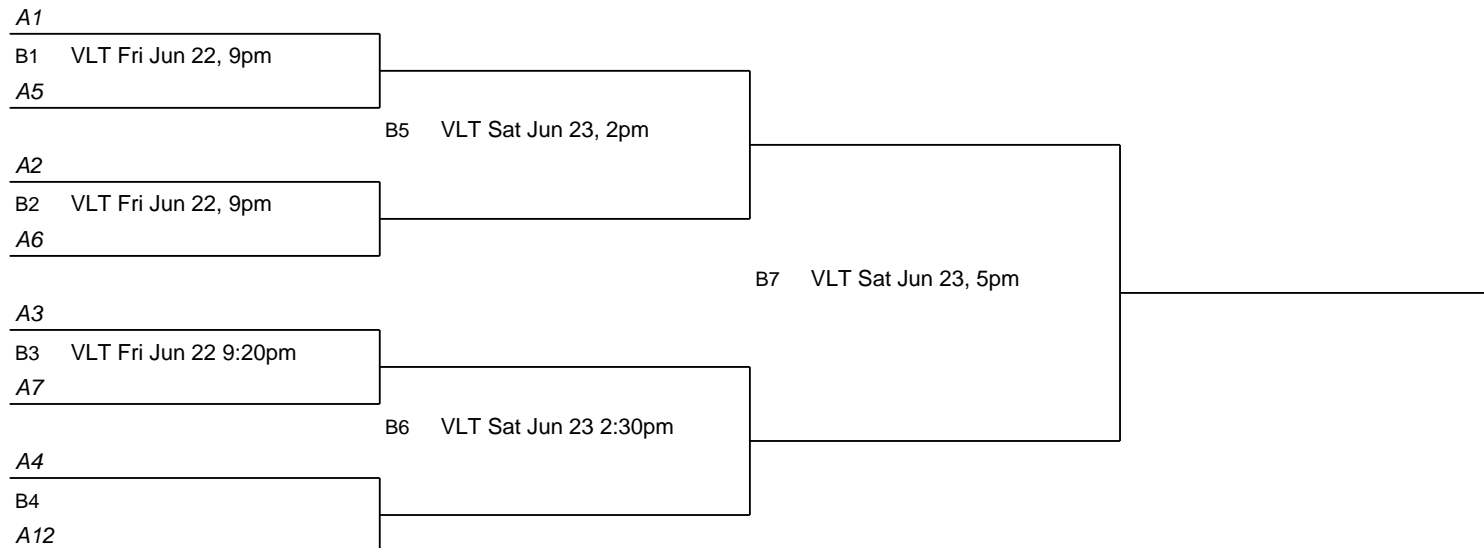 A1
B1 VLT Fri Jun 22, 9pm
A5
B5 VLT Sat Jun 23, 2pm
A2
B2 VLT Fri Jun 22, 9pm
A6
B7 VLT Sat Jun 23, 5pm
A3
B3 VLT Fri Jun 22 9:20pm
A7
B6 VLT Sat Jun 23 2:30pm
A4
B4
A12